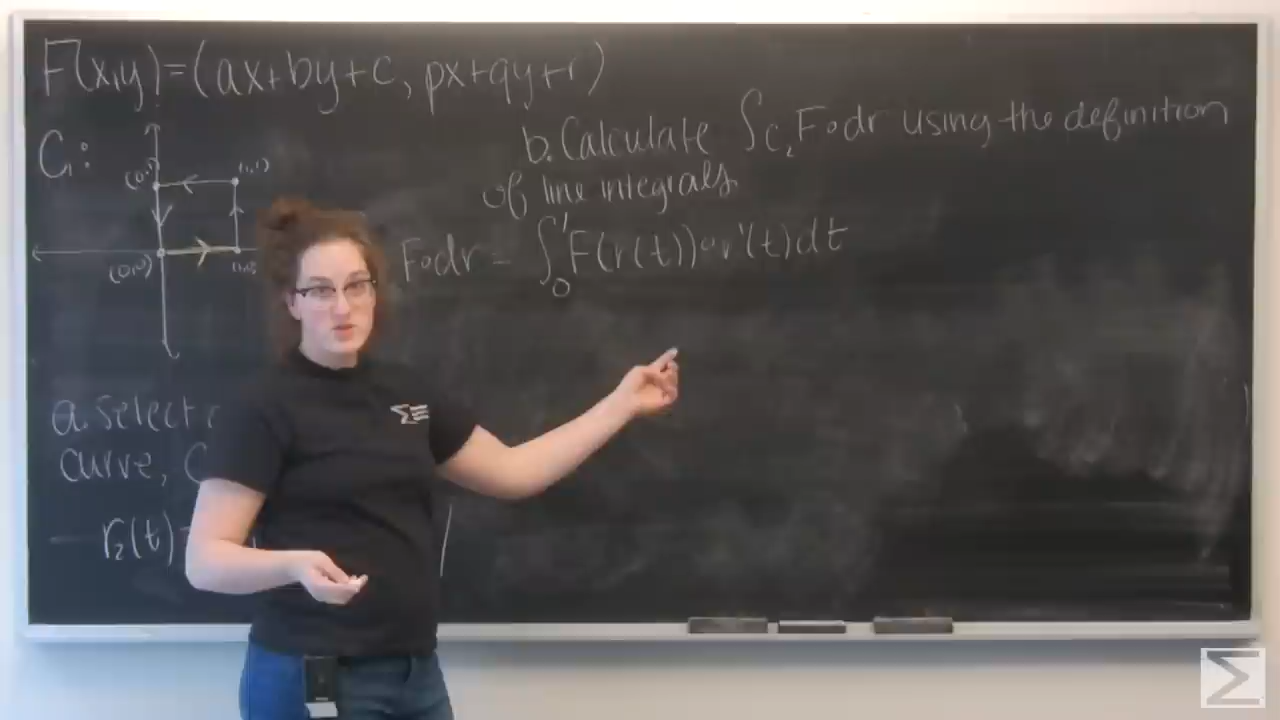 F(x,y)=(ax+by+c, px+qy+r)
C:
b. Calculate ∫C₂ F∘dr using the definition
of line integrals
(0,1) (1,1)
(0,0) (1,0)
F∘dr = ∫₀¹ F(r(t))∘r'(t)dt
a. select
curve, C
r₂(t)=
Σ